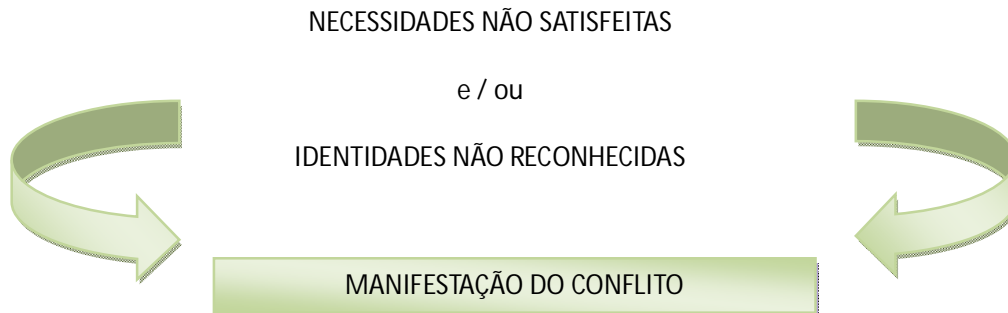 NECESSIDADES NÃO SATISFEITAS
e / ou
IDENTIDADES NÃO RECONHECIDAS
MANIFESTAÇÃO DO CONFLITO